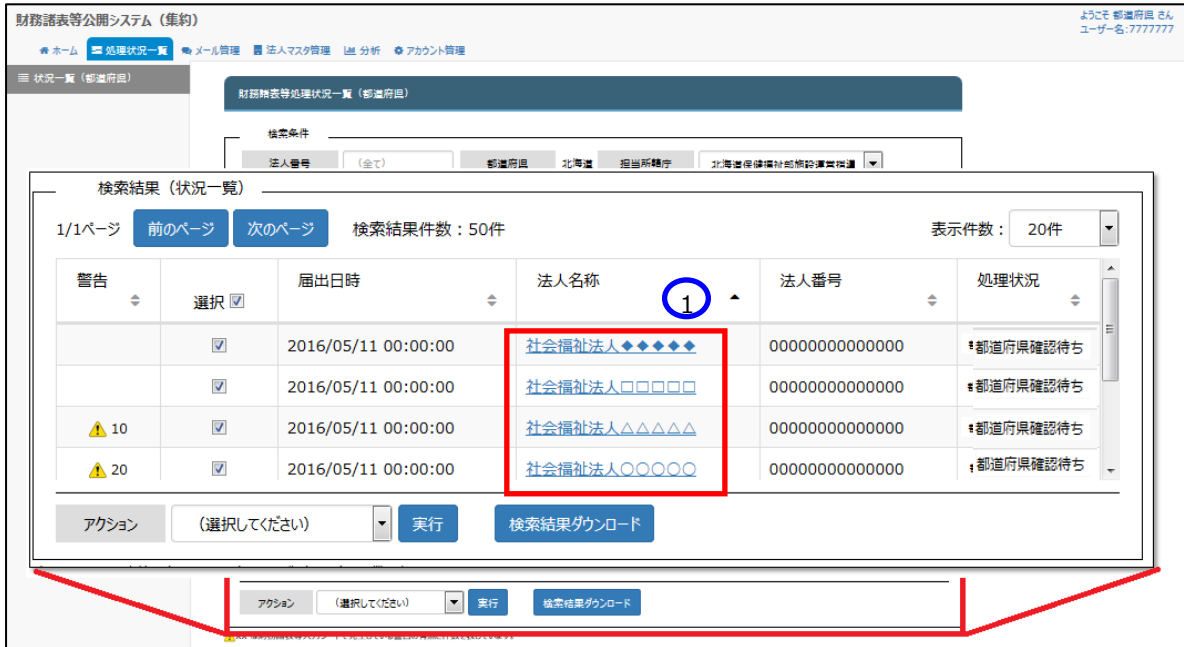 財務諸表等公開システム（集約）
ようこそ 都道府県 さん
ユーザー名:7777777
ホーム 処理状況一覧 メール管理 法人マスタ管理 分析 アカウント管理
状況一覧（都道府県）
財務諸表等処理状況一覧（都道府県）
検索条件
法人番号 （全て） 都道府県 北海道 担当所轄庁 北海道保健福祉部施設運営指導
検索結果（状況一覧）
1/1ページ 前のページ 次のページ 検索結果件数：50件 表示件数： 20件
警告 選択 届出日時 法人名称 1 法人番号 処理状況
2016/05/11 00:00:00 社会福祉法人◆◆◆◆◆ 00000000000000 都道府県確認待ち
2016/05/11 00:00:00 社会福祉法人□□□□□ 00000000000000 都道府県確認待ち
10 2016/05/11 00:00:00 社会福祉法人△△△△△ 00000000000000 都道府県確認待ち
20 2016/05/11 00:00:00 社会福祉法人○○○○○ 00000000000000 都道府県確認待ち
アクション （選択してください） 実行 検索結果ダウンロード
アクション （選択してください） 実行 検索結果ダウンロード